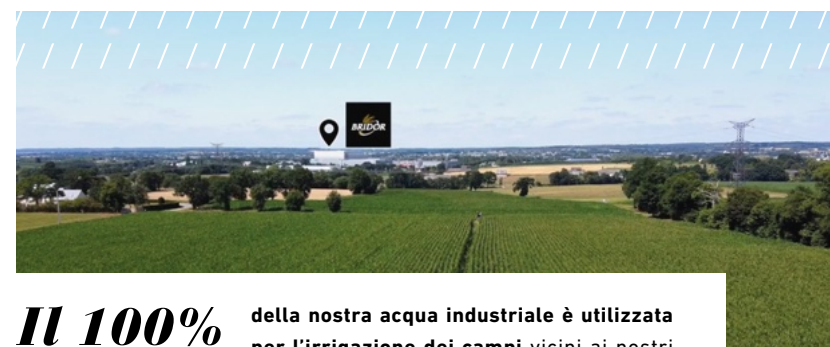 BRIDOR
Il 100%
della nostra acqua industriale è utilizzata
per l'irrigazione dei campi vicini ai nostri